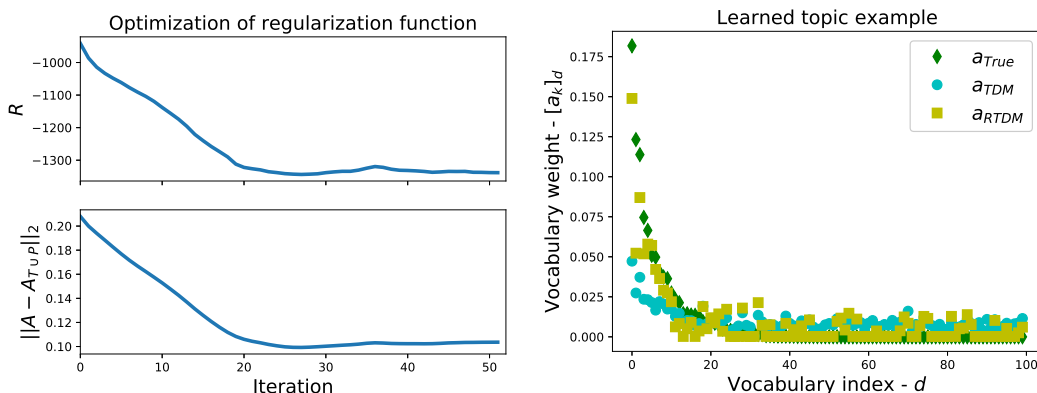 Optimization of regularization function
−1000
−1100
−1200
−1300
R
0.20
0.18
0.16
0.14
0.12
0.10
||A − A_{T∪P}||_2
0 10 20 30 40 50
Iteration
Learned topic example
0.175
0.150
0.125
0.100
0.075
0.050
0.025
0.000
Vocabulary weight - [a_k]_d
a_{True}
a_{TDM}
a_{RTDM}
0 20 40 60 80 100
Vocabulary index - d